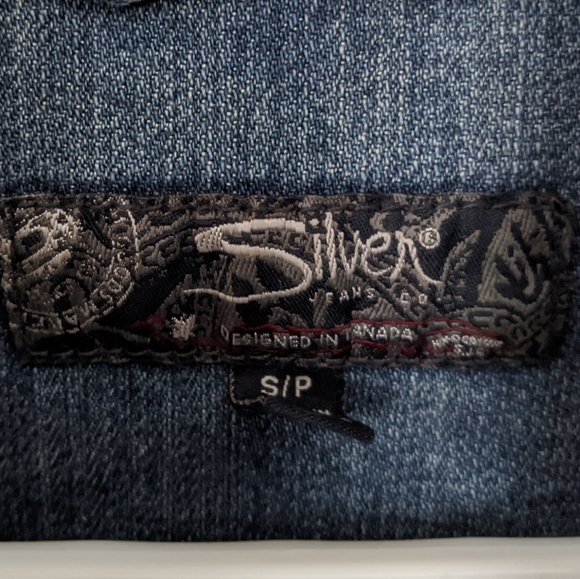 Silver®
JEANS CO
DESIGNED IN CANADA
S/P